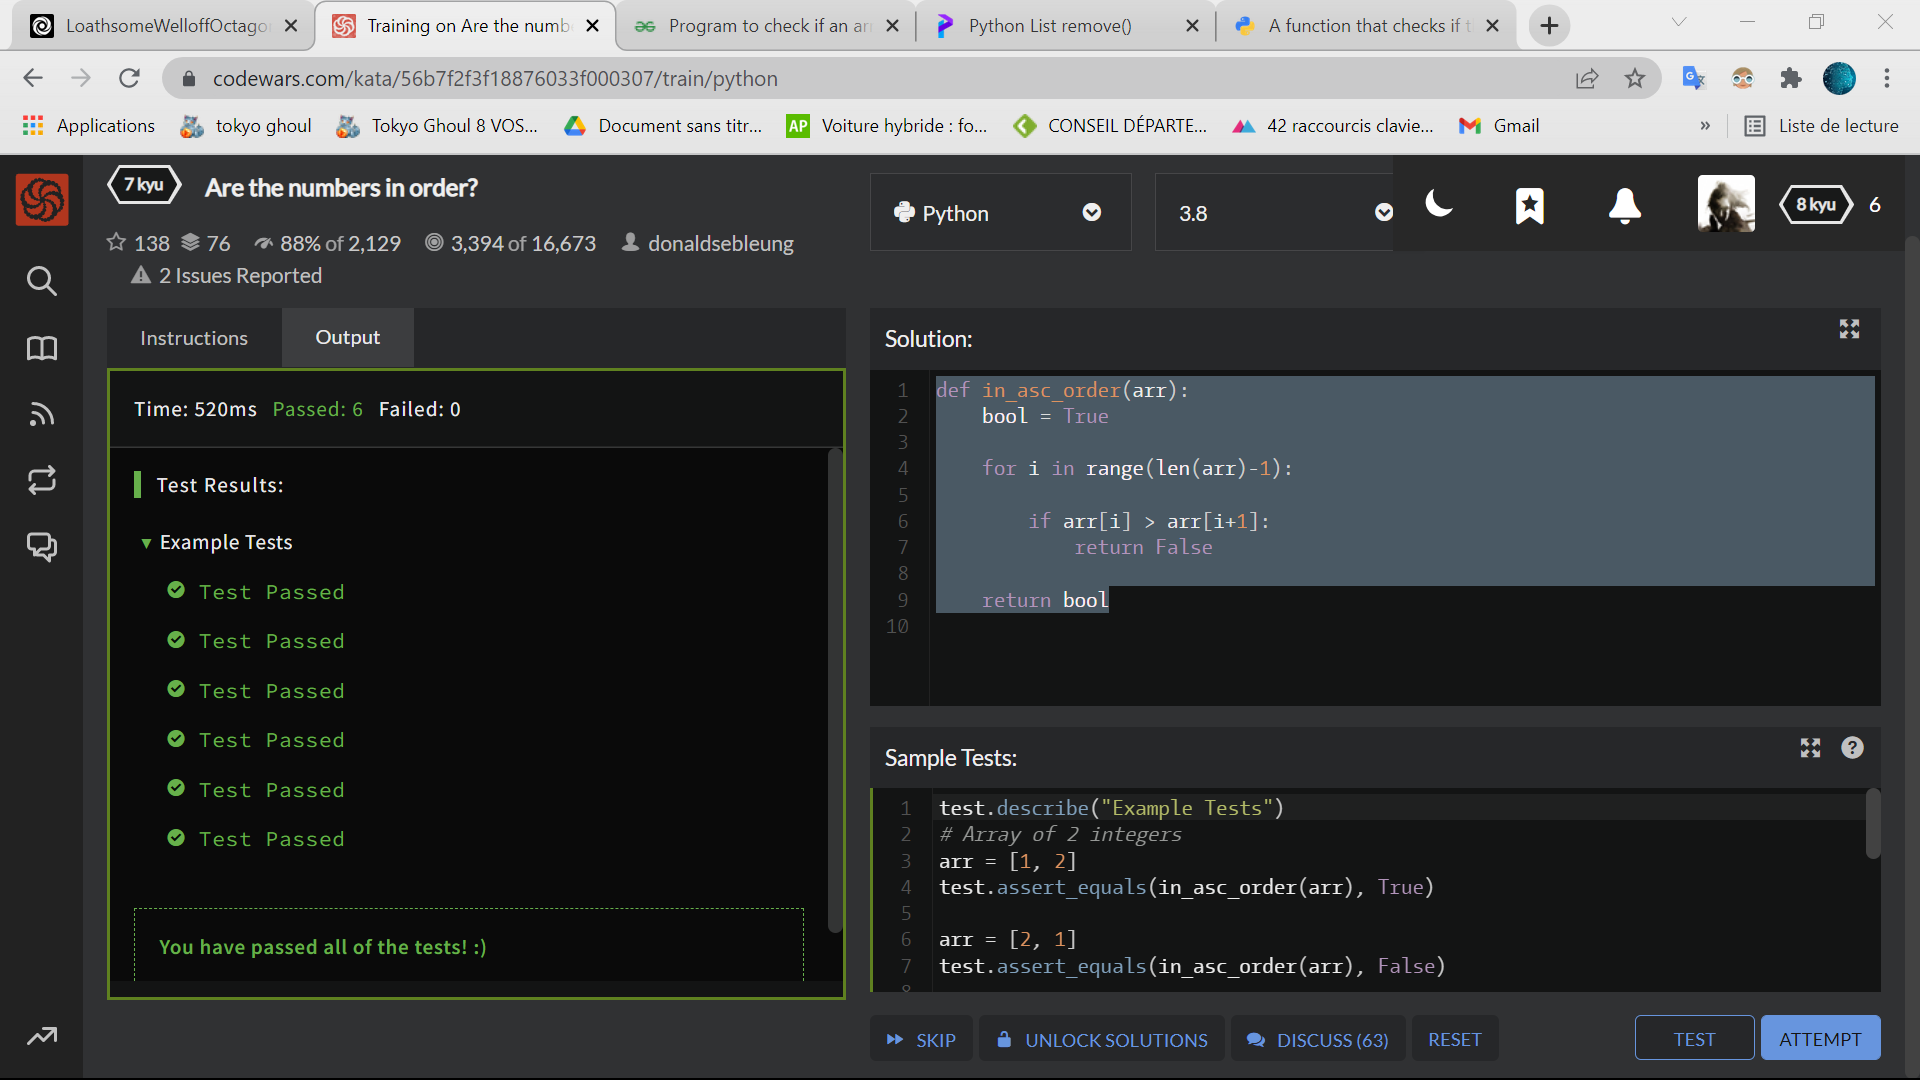 LoathsomeWelloffOctago
Training on Are the numb
Program to check if an ar
Python List remove()
A function that checks if t
codewars.com/kata/56b7f2f3f18876033f000307/train/python
Applications
tokyo ghoul
Tokyo Ghoul 8 VOS...
Document sans titr...
AP Voiture hybride : fo...
CONSEIL DÉPARTE...
42 raccourcis clavie...
Gmail
»
Liste de lecture
7 kyu
Are the numbers in order?
138 76 88% of 2,129 3,394 of 16,673 donaldsebleung
2 Issues Reported
Python
3.8
8 kyu
6
Instructions
Output
Time: 520ms Passed: 6 Failed: 0
Test Results:
Example Tests
Test Passed
Test Passed
Test Passed
Test Passed
Test Passed
Test Passed
You have passed all of the tests! :)
Solution:
1 def in_asc_order(arr):
2     bool = True
3
4     for i in range(len(arr)-1):
5
6         if arr[i] > arr[i+1]:
7             return False
8
9     return bool
10
Sample Tests:
?
1 test.describe("Example Tests")
2 # Array of 2 integers
3 arr = [1, 2]
4 test.assert_equals(in_asc_order(arr), True)
5
6 arr = [2, 1]
7 test.assert_equals(in_asc_order(arr), False)
8
SKIP
UNLOCK SOLUTIONS
DISCUSS (63)
RESET
TEST
ATTEMPT